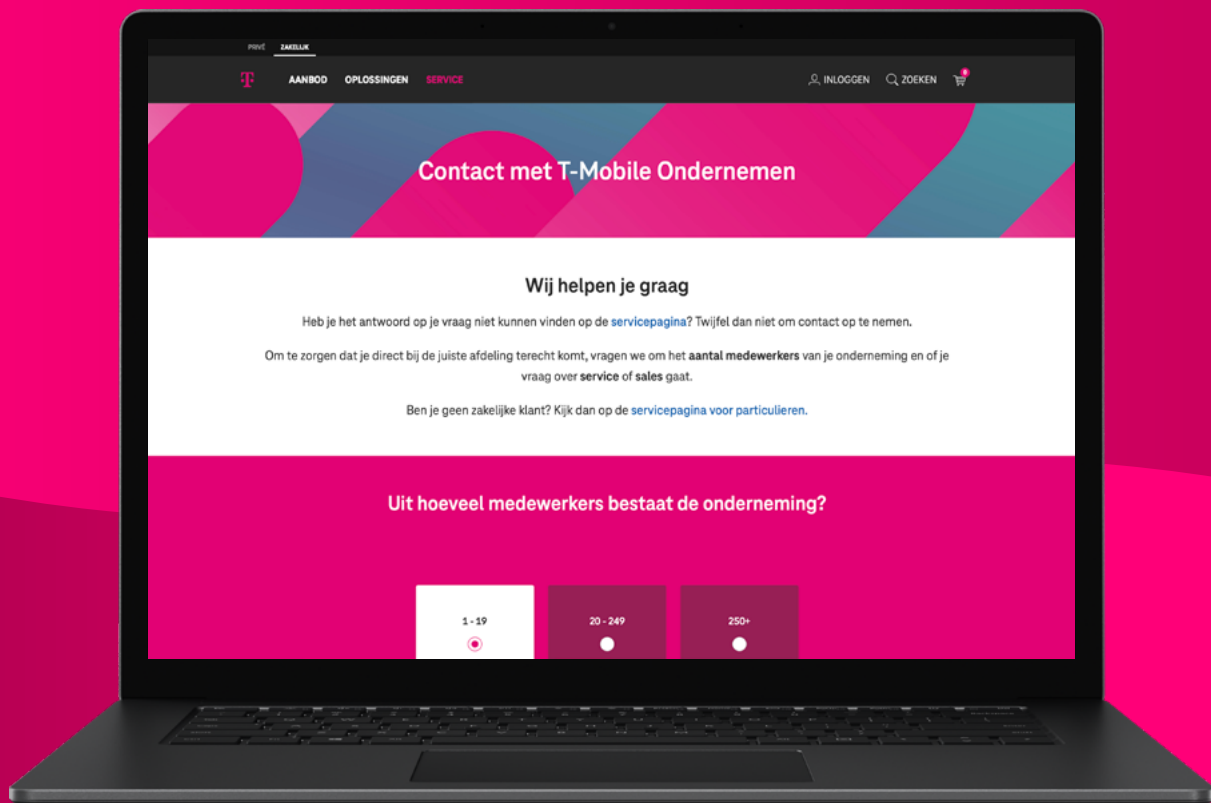 PRIVÉ ZAKELIJK
T AANBOD OPLOSSINGEN SERVICE INLOGGEN ZOEKEN 0
Contact met T-Mobile Ondernemen
Wij helpen je graag
Heb je het antwoord op je vraag niet kunnen vinden op de servicepagina? Twijfel dan niet om contact op te nemen.
Om te zorgen dat je direct bij de juiste afdeling terecht komt, vragen we om het aantal medewerkers van je onderneming en of je
vraag over service of sales gaat.
Ben je geen zakelijke klant? Kijk dan op de servicepagina voor particulieren.
Uit hoeveel medewerkers bestaat de onderneming?
1 - 19 20 - 249 250+